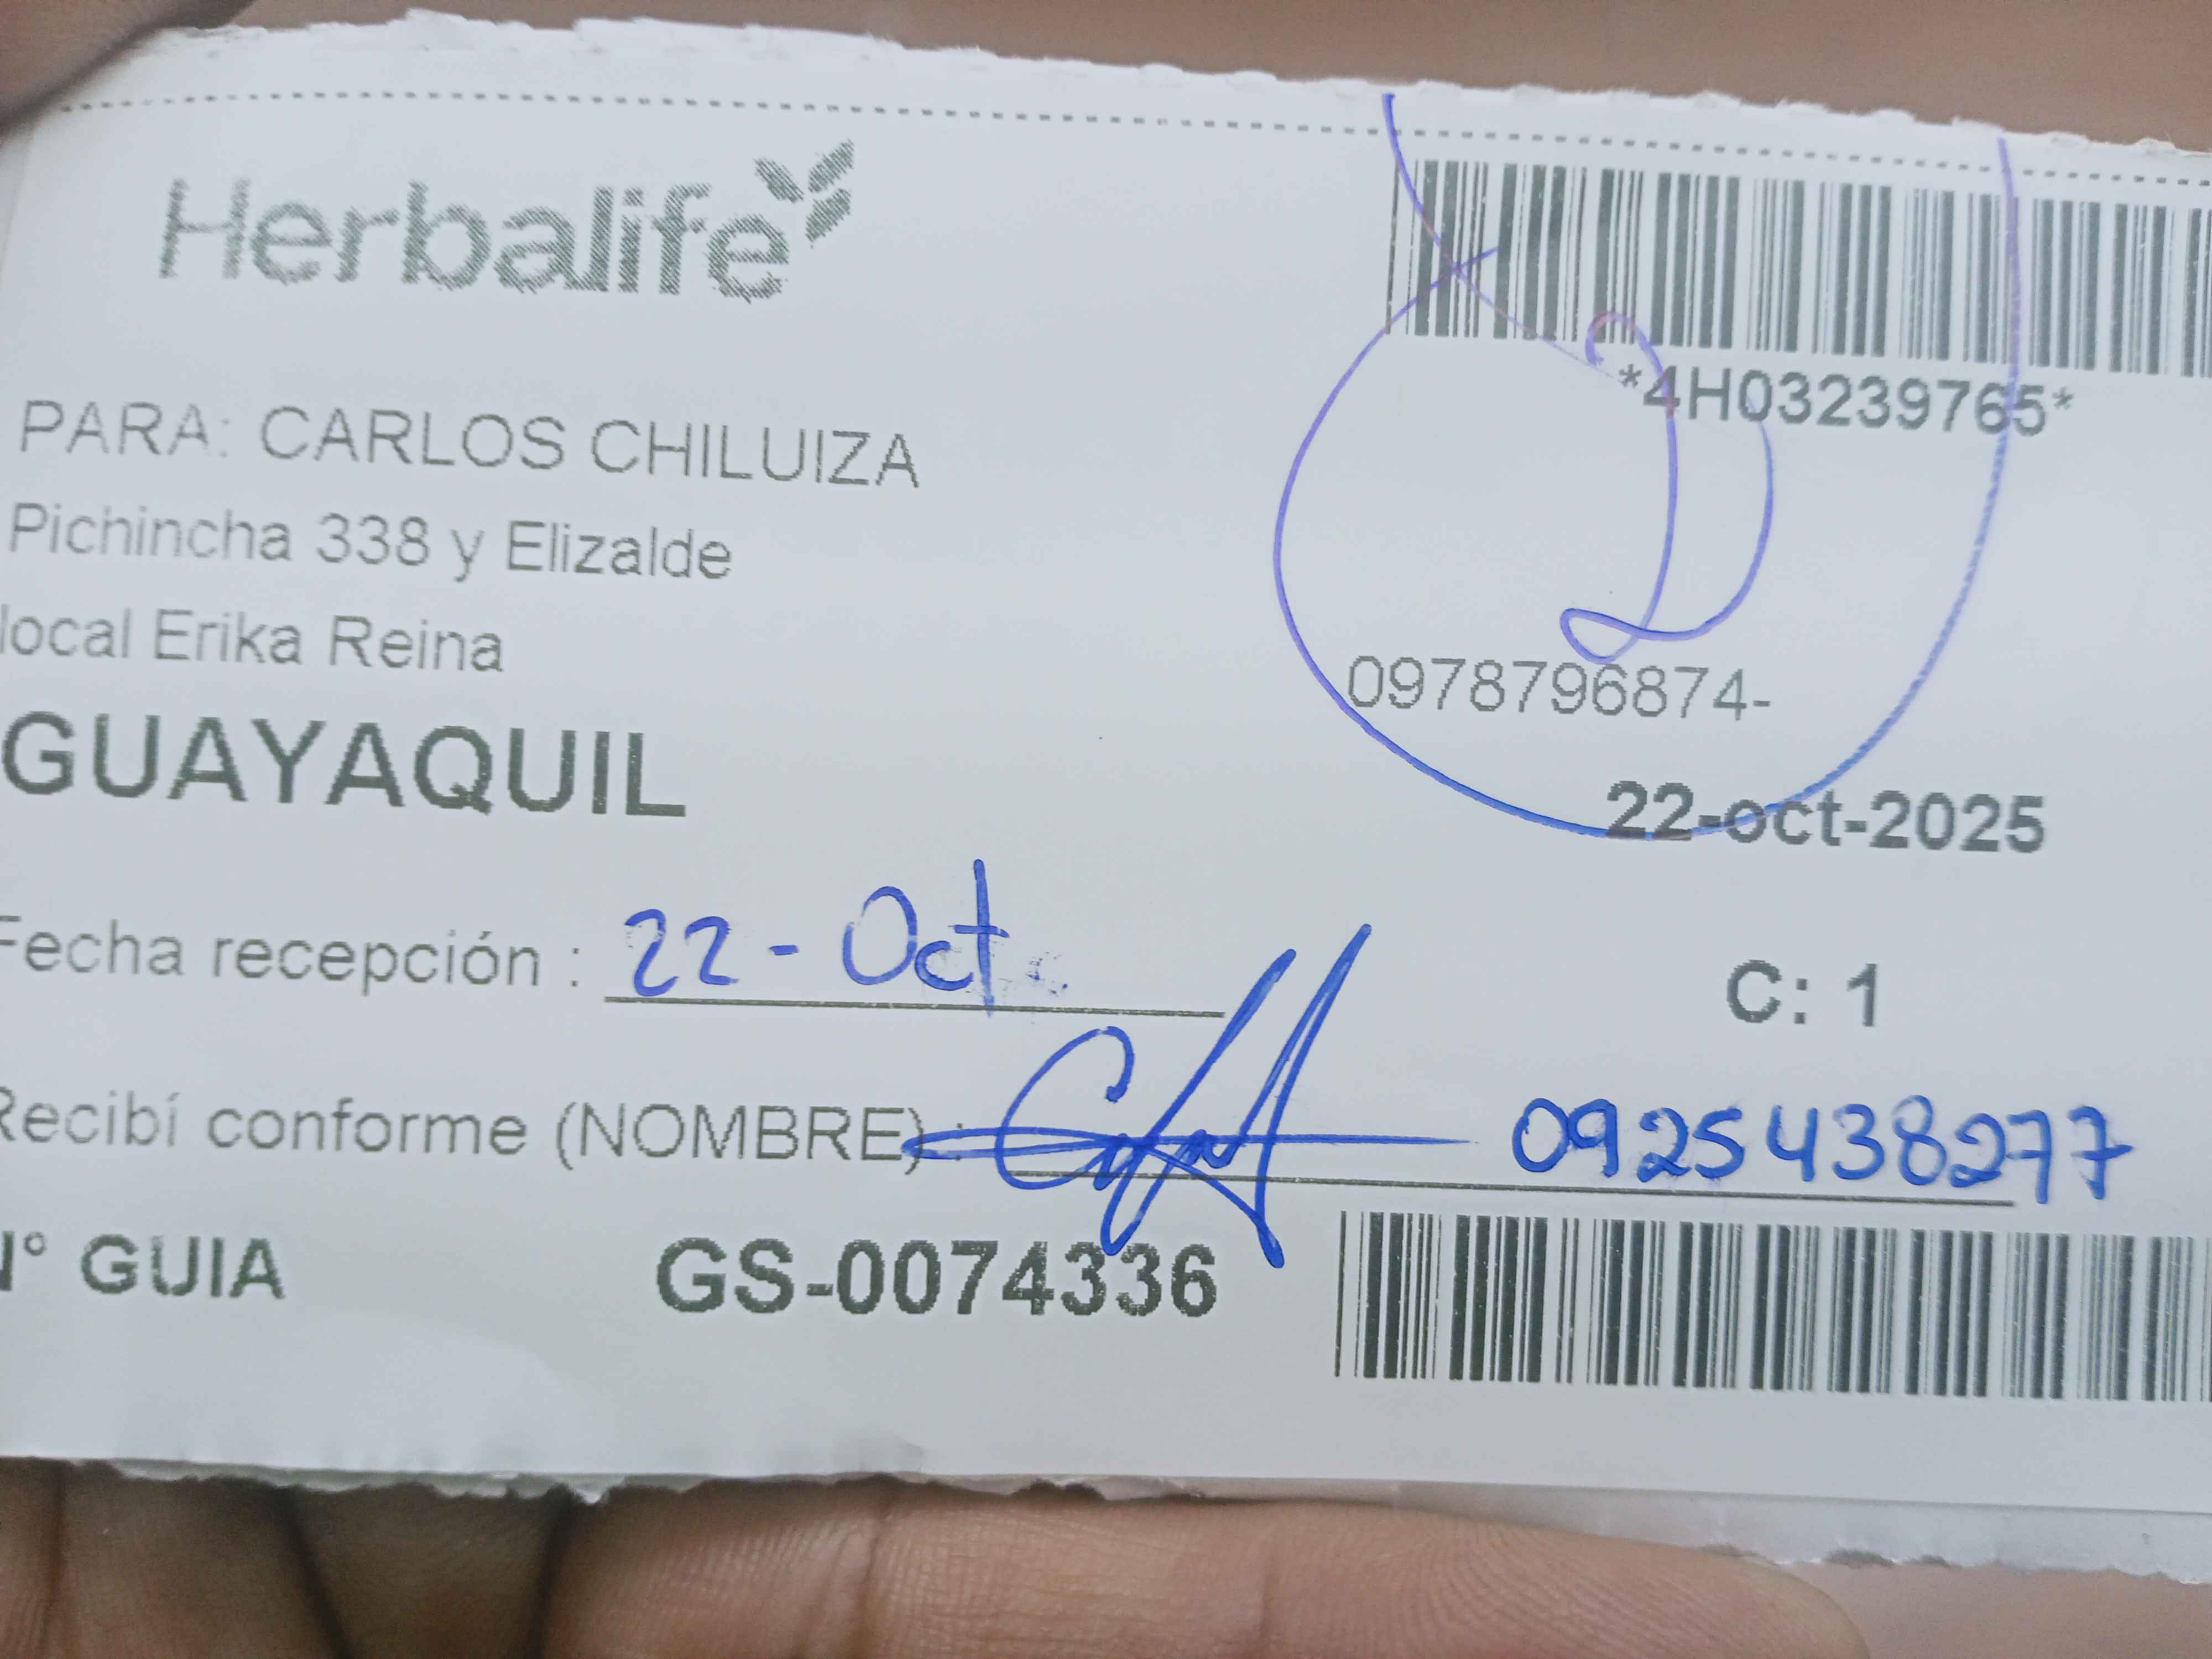 Herbalife
*4H03239765*
PARA: CARLOS CHILUIZA
Pichincha 338 y Elizalde
local Erika Reina
0978796874-
GUAYAQUIL
22-oct-2025
Fecha recepción : 22-Oct
C: 1
Recibí conforme (NOMBRE) : 0925438277
N° GUIA GS-0074336